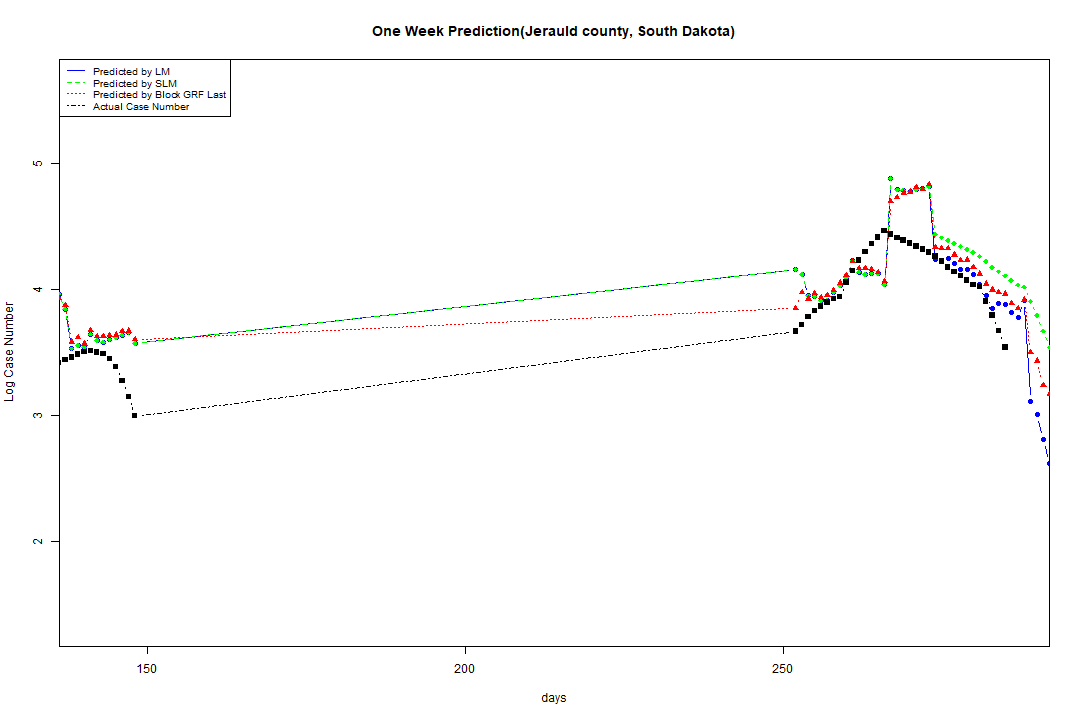 One Week Prediction(Jerauld county, South Dakota)
Predicted by LM
Predicted by SLM
Predicted by Block GRF Last
Actual Case Number
5
4
3
2
Log Case Number
150 200 250
days